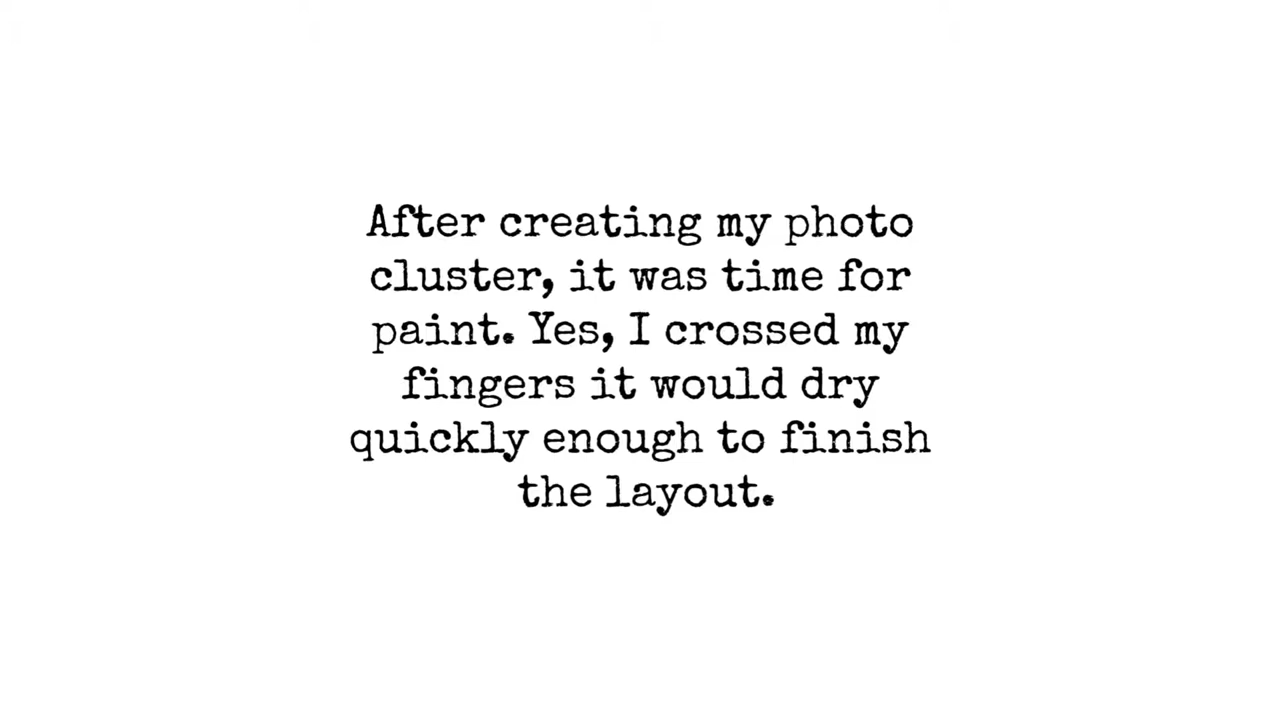 After creating my photo
cluster, it was time for
paint. Yes, I crossed my
fingers it would dry
quickly enough to finish
the layout.